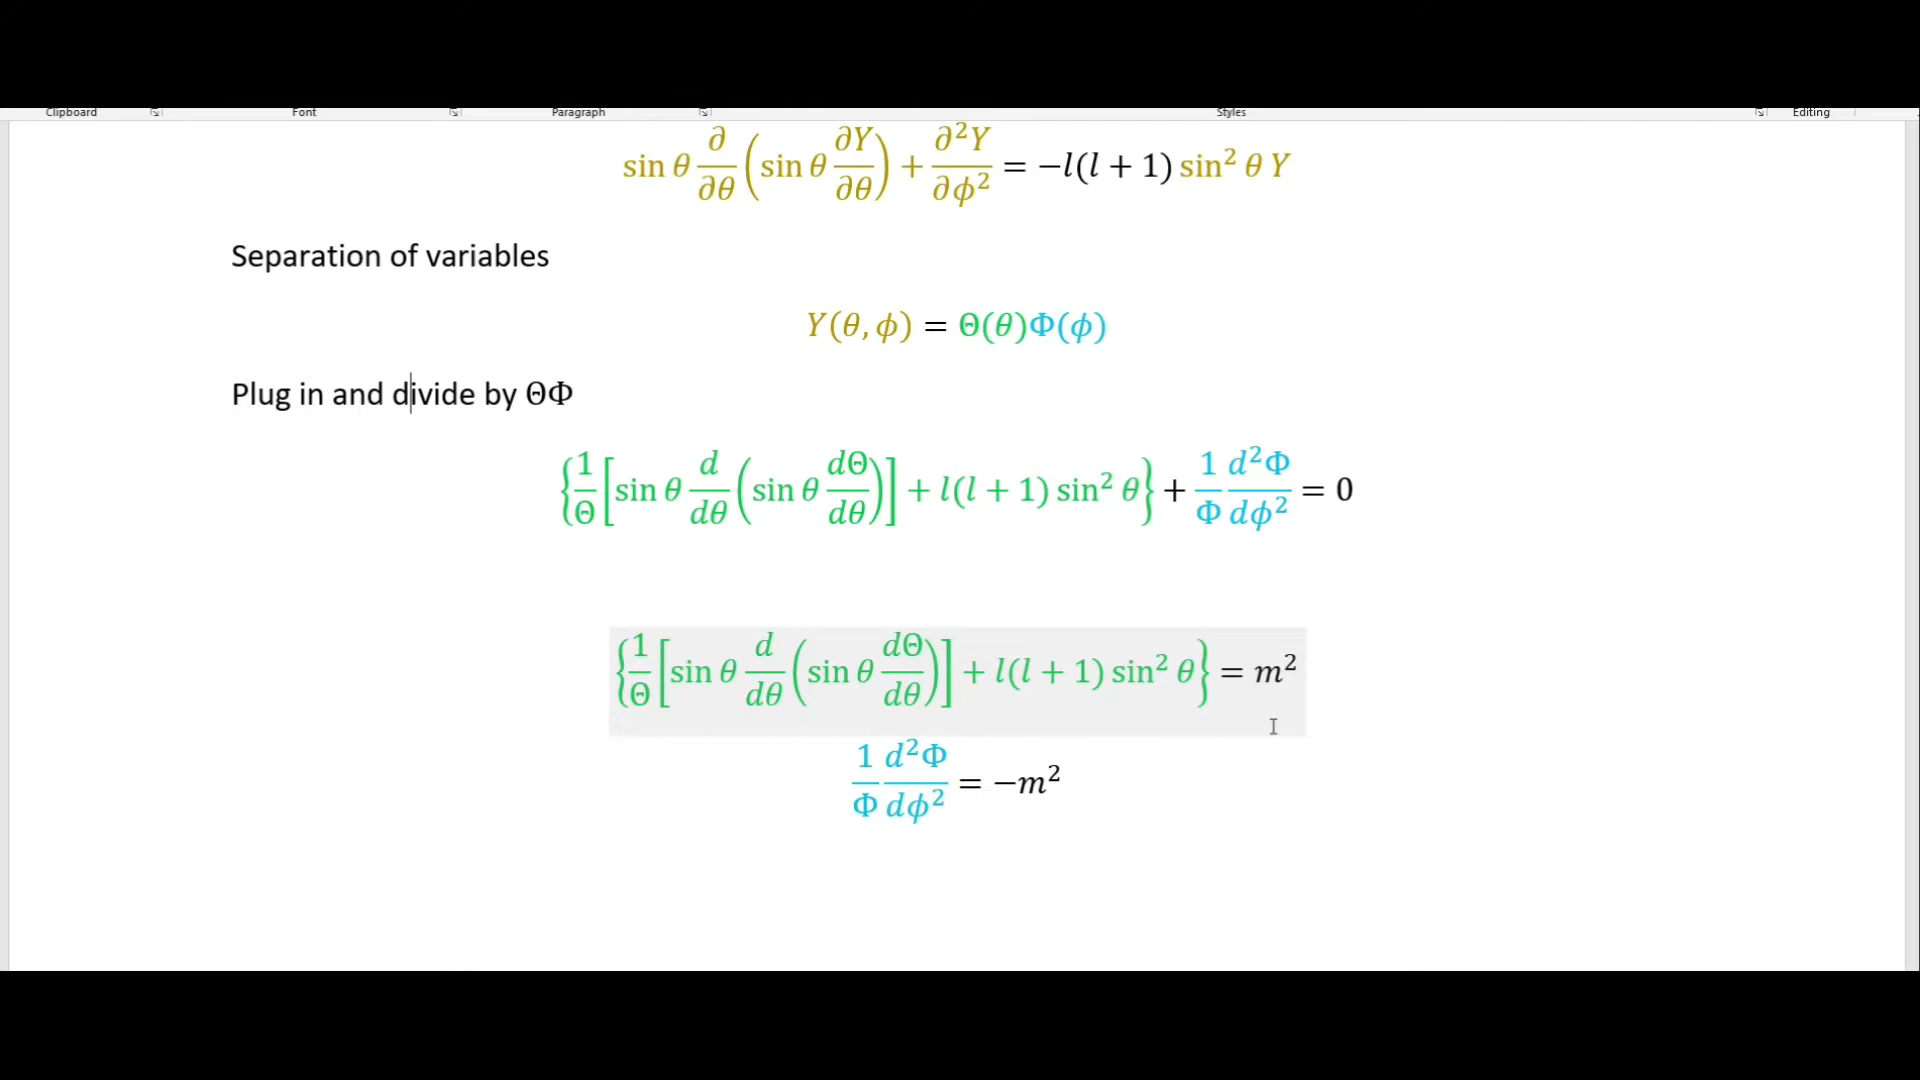 Clipboard Font Paragraph Styles Editing
sin θ ∂/∂θ (sin θ ∂Y/∂θ) + ∂²Y/∂ϕ² = −l(l + 1) sin² θ Y
Separation of variables
Y(θ, ϕ) = Θ(θ)Φ(ϕ)
Plug in and divide by ΘΦ
{1/Θ [sin θ d/dθ (sin θ dΘ/dθ)] + l(l + 1) sin² θ} + 1/Φ d²Φ/dϕ² = 0
{1/Θ [sin θ d/dθ (sin θ dΘ/dθ)] + l(l + 1) sin² θ} = m²
1/Φ d²Φ/dϕ² = −m²